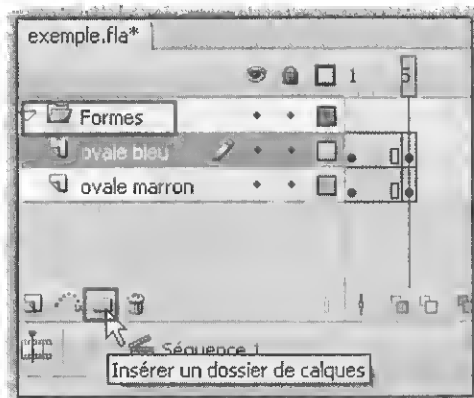 exemple.fla*
1 5
Formes
ovale bleu
ovale marron
Séquence 1
Insérer un dossier de calques